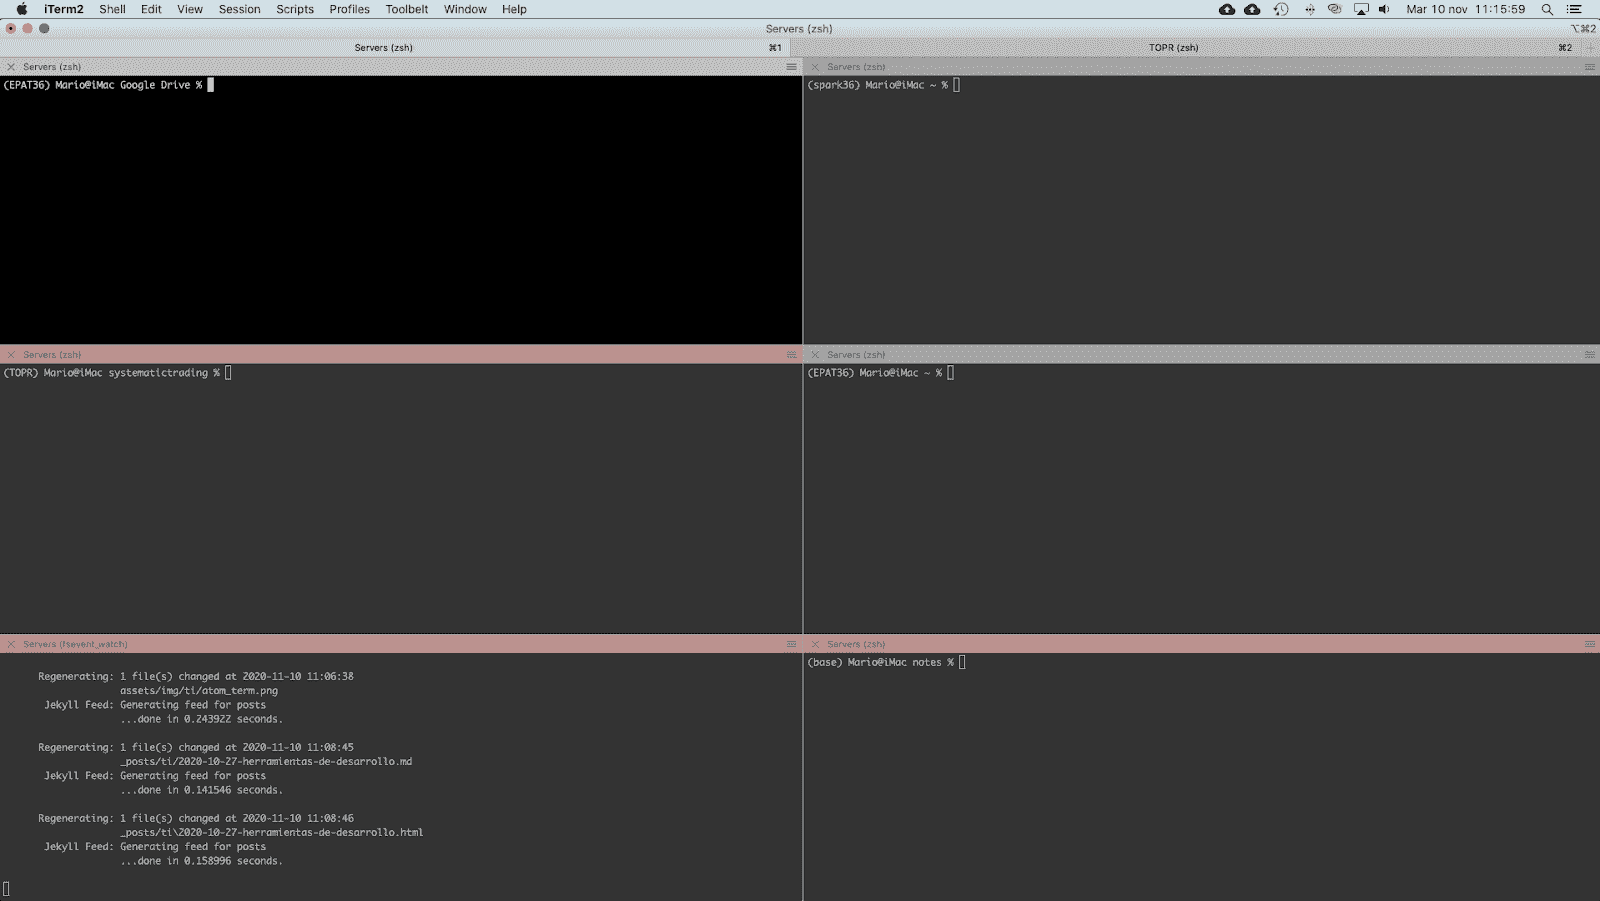 iTerm2 Shell Edit View Session Scripts Profiles Toolbelt Window Help Mar 10 nov 11:15:59
Servers (zsh) ⌥⌘2
Servers (zsh) ⌘1 TOPR (zsh) ⌘2
Servers (zsh)
(EPAT36) Mario@iMac Google Drive %
Servers (zsh)
(spark36) Mario@iMac ~ %
Servers (zsh)
(TOPR) Mario@iMac systematictrading %
Servers (zsh)
(EPAT36) Mario@iMac ~ %
Servers (fsevent_watch)
Regenerating: 1 file(s) changed at 2020-11-10 11:06:38
assets/img/ti/atom_term.png
Jekyll Feed: Generating feed for posts
...done in 0.243922 seconds.
Regenerating: 1 file(s) changed at 2020-11-10 11:08:45
_posts/ti/2020-10-27-herramientas-de-desarrollo.md
Jekyll Feed: Generating feed for posts
...done in 0.141546 seconds.
Regenerating: 1 file(s) changed at 2020-11-10 11:08:46
_posts/ti\2020-10-27-herramientas-de-desarrollo.html
Jekyll Feed: Generating feed for posts
...done in 0.158996 seconds.
Servers (zsh)
(base) Mario@iMac notes %